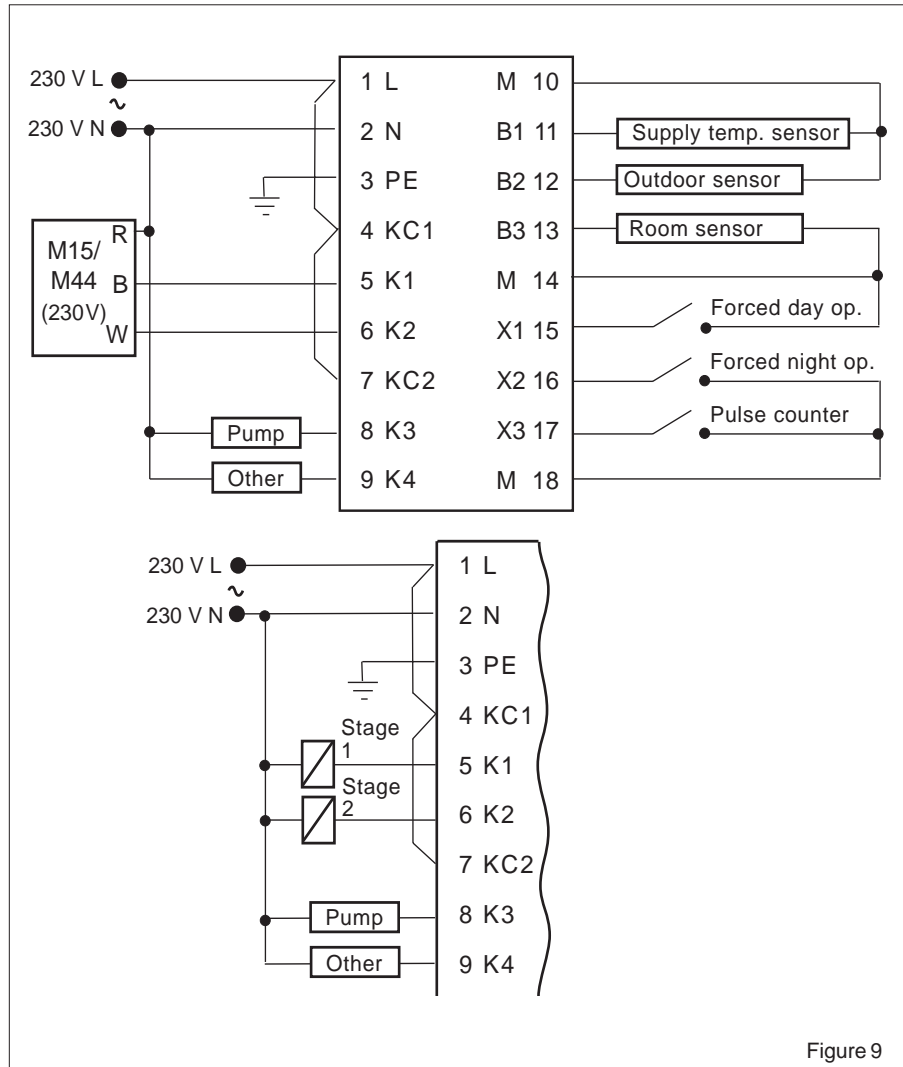 230 V L
~
230 V N
1 L
2 N
3 PE
4 KC1
5 K1
6 K2
7 KC2
8 K3
9 K4
M 10
B1 11
B2 12
B3 13
M 14
X1 15
X2 16
X3 17
M 18
M15/
M44
(230V)
R
B
W
Pump
Other
Supply temp. sensor
Outdoor sensor
Room sensor
Forced day op.
Forced night op.
Pulse counter
230 V L
~
230 V N
1 L
2 N
3 PE
4 KC1
5 K1
6 K2
7 KC2
8 K3
9 K4
Stage
1
Stage
2
Pump
Other
Figure 9